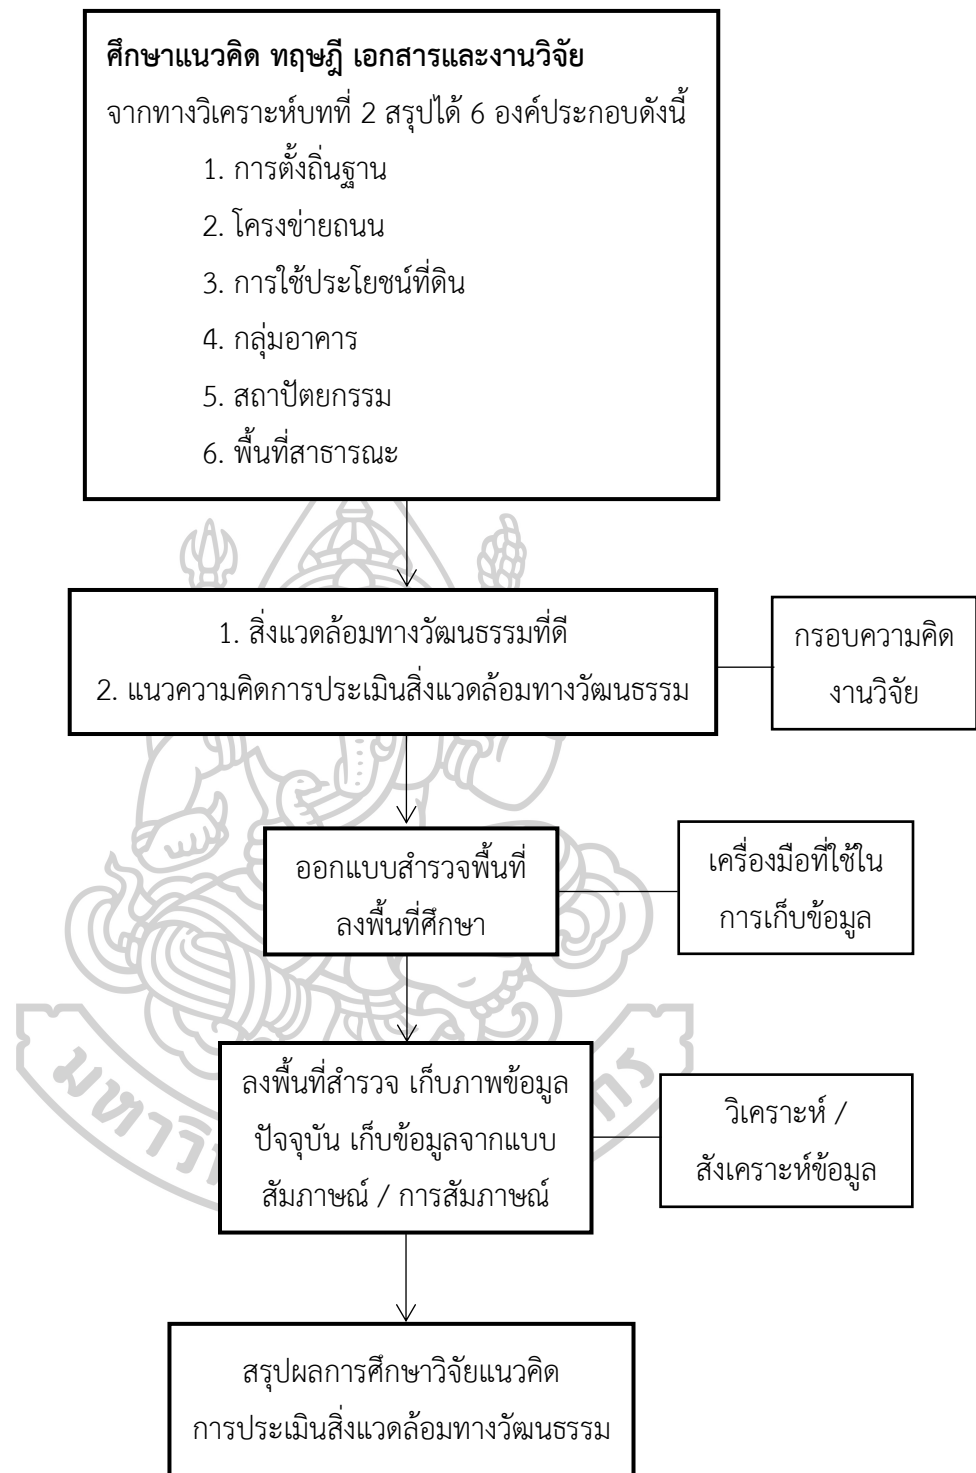 ศึกษาแนวคิด ทฤษฎี เอกสารและงานวิจัย
จากทางวิเคราะห์บทที่ 2 สรุปได้ 6 องค์ประกอบดังนี้
1. การตั้งถิ่นฐาน
2. โครงข่ายถนน
3. การใช้ประโยชน์ที่ดิน
4. กลุ่มอาคาร
5. สถาปัตยกรรม
6. พื้นที่สาธารณะ
1. สิ่งแวดล้อมทางวัฒนธรรมที่ดี
2. แนวความคิดการประเมินสิ่งแวดล้อมทางวัฒนธรรม
กรอบความคิด
งานวิจัย
ออกแบบสำรวจพื้นที่
ลงพื้นที่ศึกษา
เครื่องมือที่ใช้ใน
การเก็บข้อมูล
ลงพื้นที่สำรวจ เก็บภาพข้อมูล
ปัจจุบัน เก็บข้อมูลจากแบบ
สัมภาษณ์ / การสัมภาษณ์
วิเคราะห์ /
สังเคราะห์ข้อมูล
สรุปผลการศึกษาวิจัยแนวคิด
การประเมินสิ่งแวดล้อมทางวัฒนธรรม